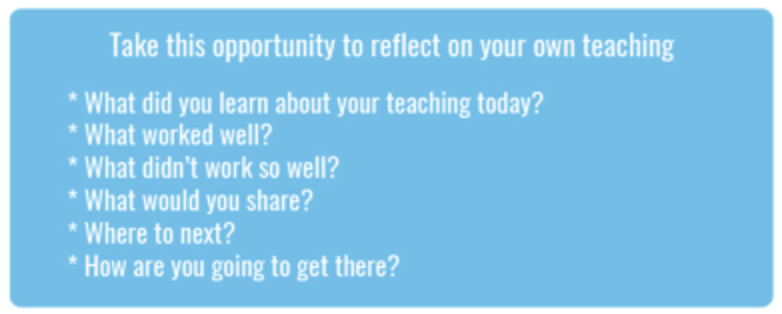 Take this opportunity to reflect on your own teaching
* What did you learn about your teaching today?
* What worked well?
* What didn't work so well?
* What would you share?
* Where to next?
* How are you going to get there?